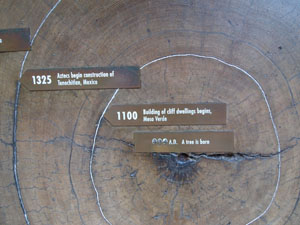 1325 Aztecs begin construction of
Tenochtitlan, Mexico
1100 Building of cliff dwellings begins,
Mesa Verde
A.D. A tree is born